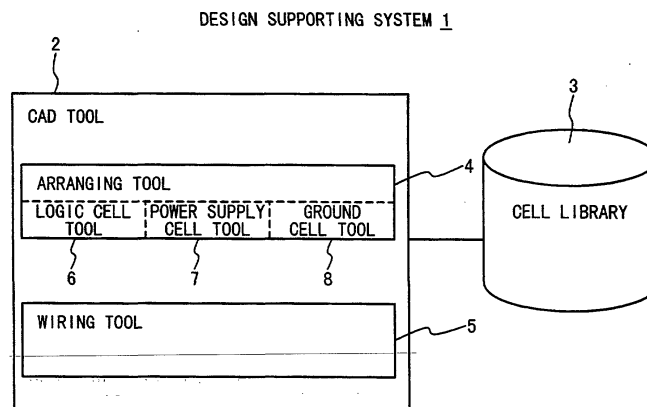 DESIGN SUPPORTING SYSTEM 1
2
3
CAD TOOL
4
ARRANGING TOOL
LOGIC CELL TOOL
POWER SUPPLY CELL TOOL
GROUND CELL TOOL
CELL LIBRARY
6
7
8
WIRING TOOL
5